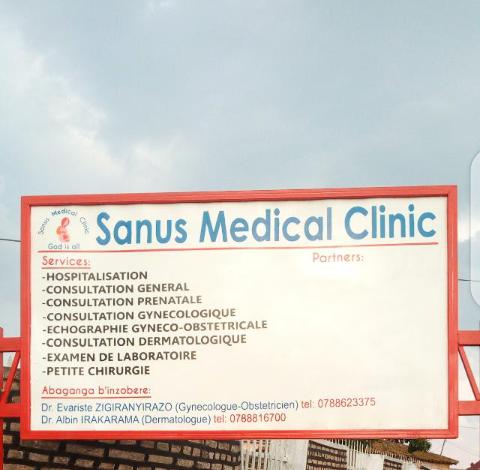 Sanus Medical Clinic
God is all
Sanus Medical Clinic
Services:
Partners:
-HOSPITALISATION
-CONSULTATION GENERAL
-CONSULTATION PRENATALE
-CONSULTATION GYNECOLOGIQUE
-ECHOGRAPHIE GYNECO-OBSTETRICALE
-CONSULTATION DERMATOLOGIQUE
-EXAMEN DE LABORATOIRE
-PETITE CHIRURGIE
Abaganga b'inzobere:
Dr. Evariste ZIGIRANYIRAZO (Gynecologue-Obstetricien) tel: 0788623375
Dr. Albin IRAKARAMA (Dermatologue) tel: 0788816700